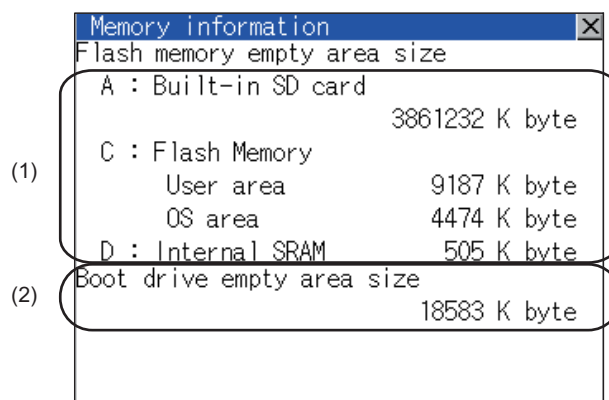 Memory information
Flash memory empty area size
A : Built-in SD card
3861232 K byte
(1)
C : Flash Memory
User area 9187 K byte
OS area 4474 K byte
D : Internal SRAM 505 K byte
Boot drive empty area size
(2)
18583 K byte